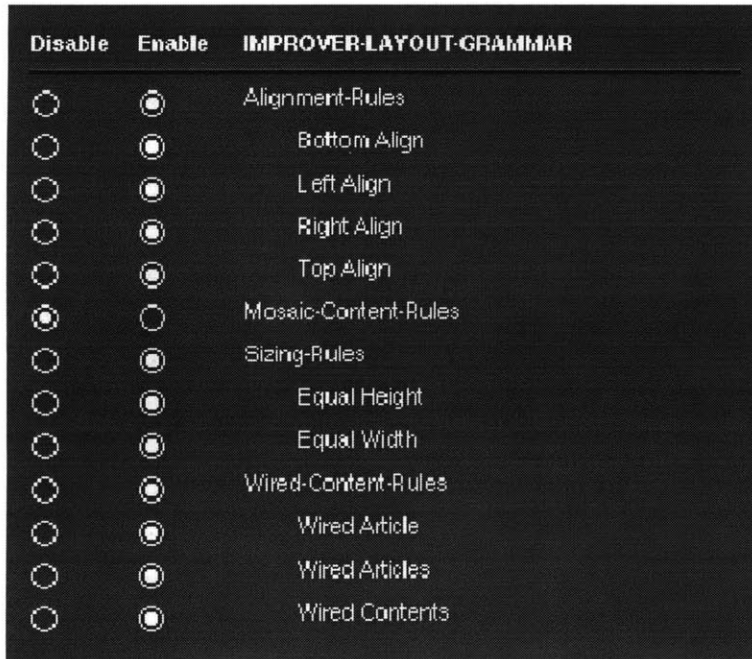 Disable Enable IMPROVER-LAYOUT-GRAMMAR
Alignment-Rules
Bottom Align
Left Align
Right Align
Top Align
Mosaic-Content-Rules
Sizing-Rules
Equal Height
Equal Width
Wired-Content-Rules
Wired Article
Wired Articles
Wired Contents